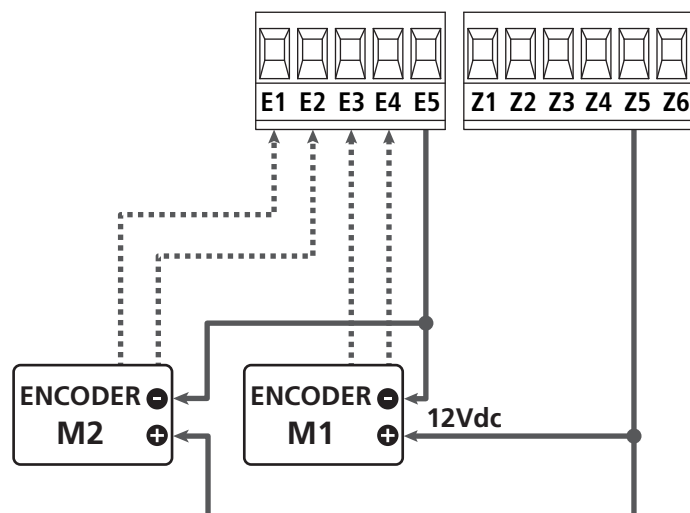 E1 E2 E3 E4 E5 Z1 Z2 Z3 Z4 Z5 Z6
ENCODER -
M2 +
ENCODER -
M1 +
12Vdc